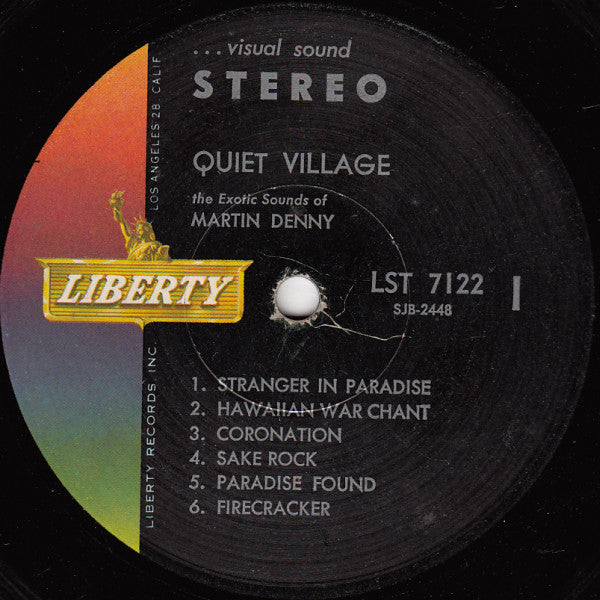 ...visual sound
STEREO
QUIET VILLAGE
the Exotic Sounds of
MARTIN DENNY
LIBERTY
LST 7122 1
SJB-2448
1. STRANGER IN PARADISE
2. HAWAIIAN WAR CHANT
3. CORONATION
4. SAKE ROCK
5. PARADISE FOUND
6. FIRECRACKER
LIBERTY RECORDS, INC.
LOS ANGELES 28 CALIF